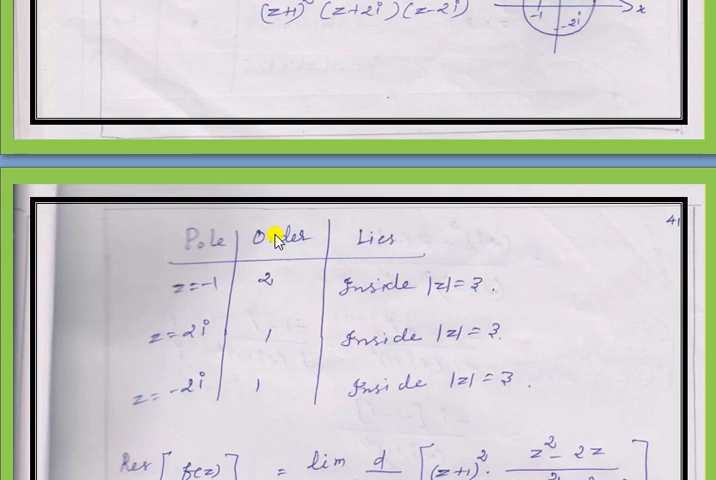 (z+1)² (z+2i) (z-2i)
-1 x
-2i
41
Pole Order Lies
z=-1 2 Inside |z|=3.
z=2i 1 Inside |z|=3.
z=-2i 1 Inside |z|=3.
Res [f(z)] = lim d [(z+1)². z²-2z